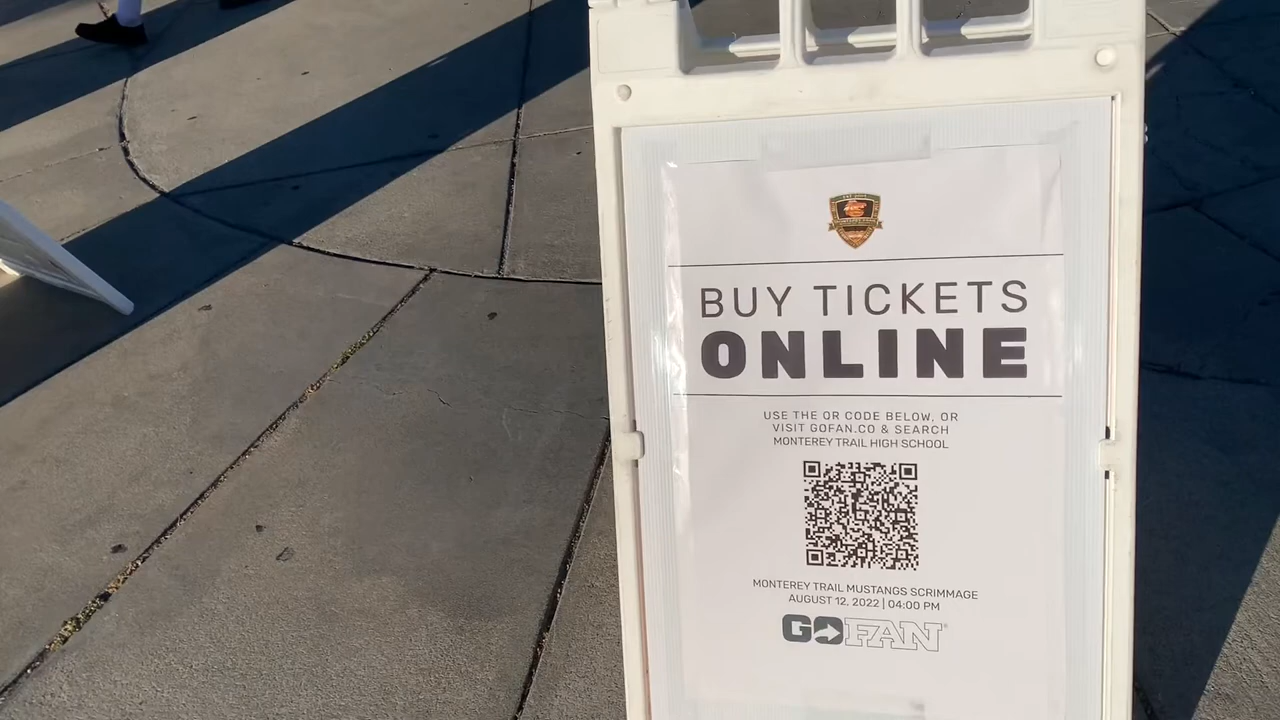 BUY TICKETS
ONLINE
USE THE QR CODE BELOW, OR
VISIT GOFAN.CO & SEARCH
MONTEREY TRAIL HIGH SCHOOL
MONTEREY TRAIL MUSTANGS SCRIMMAGE
AUGUST 12, 2022 | 04:00 PM
GOFAN®